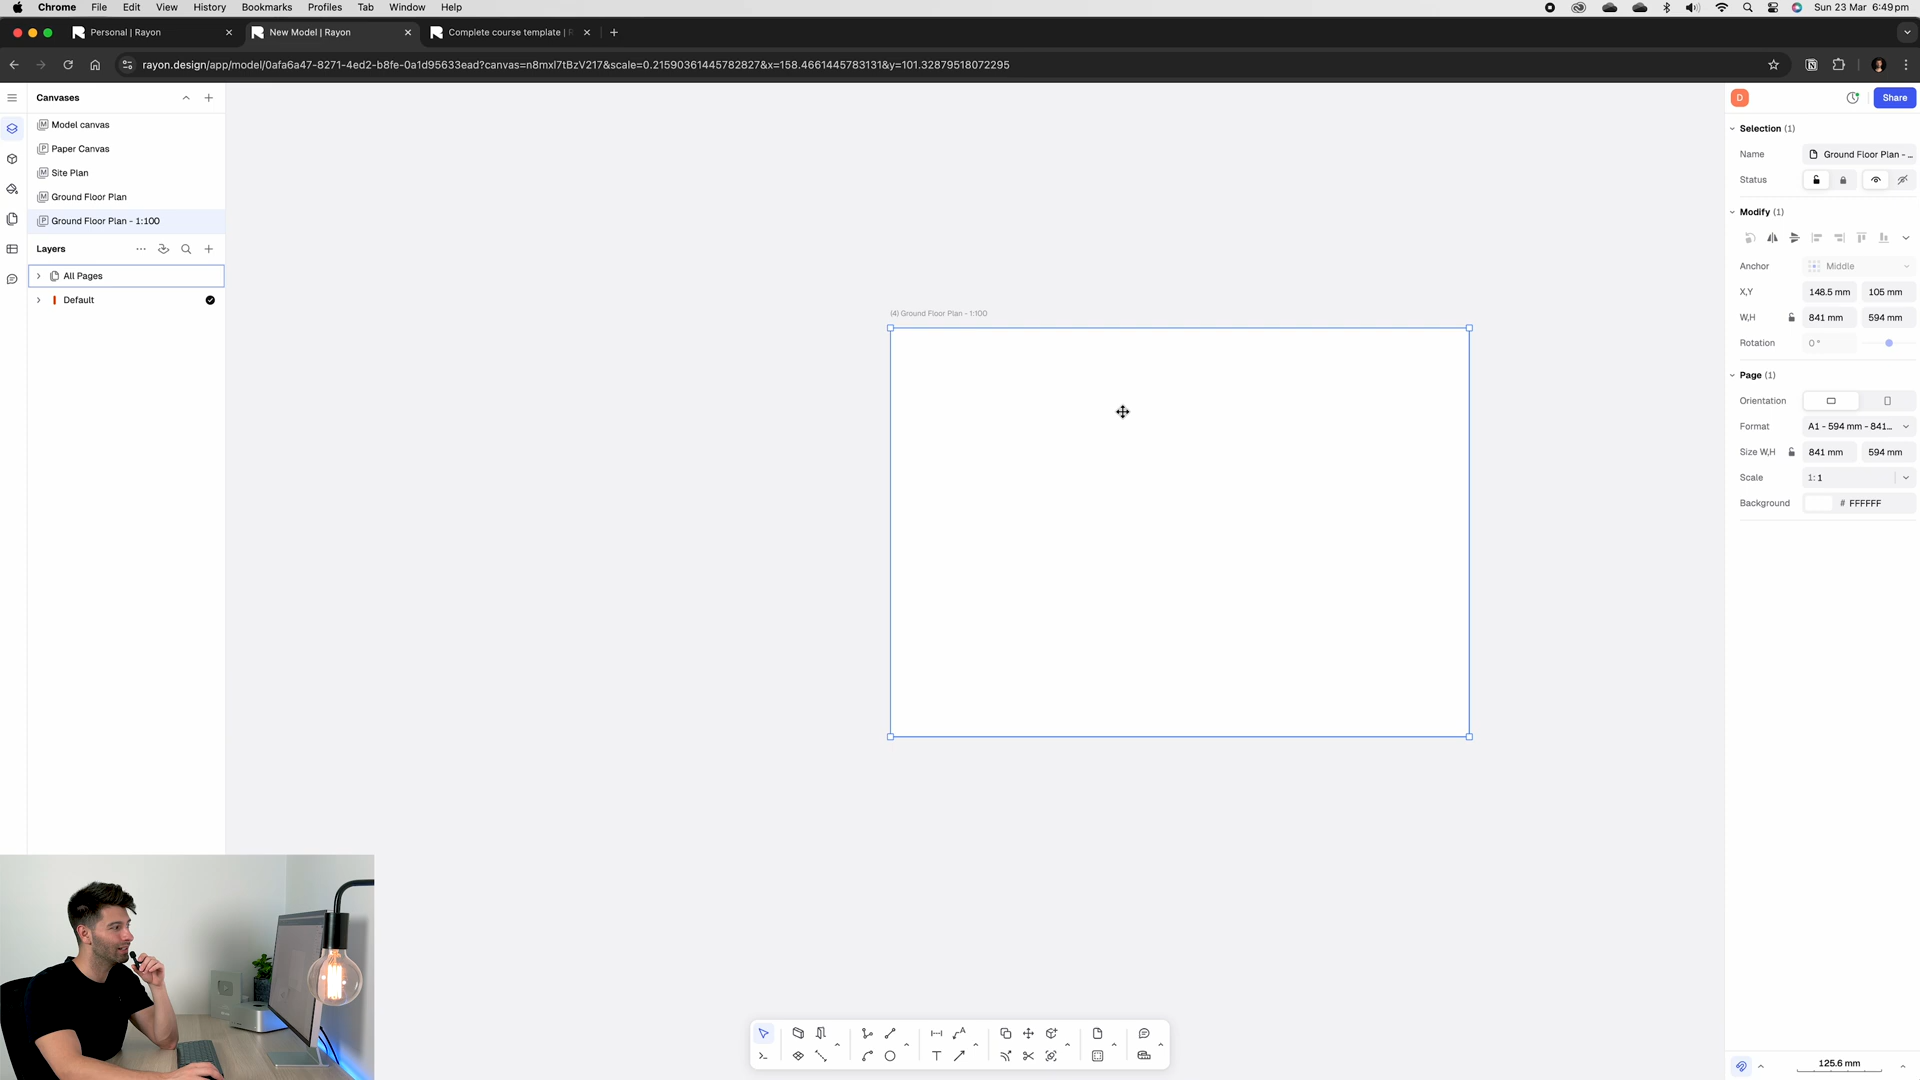 Chrome File Edit View History Bookmarks Profiles Tab Window Help Sun 23 Mar 6:49 pm
Personal | Rayon New Model | Rayon Complete course template |
rayon.design/app/model/0afa6a47-8271-4ed2-b8fe-0a1d95633ead?canvas=n8mxl7tBzV217&scale=0.21590361445782827&x=158.4661445783131&y=101.32879518072295
Canvases
Model canvas
Paper Canvas
Site Plan
Ground Floor Plan
Ground Floor Plan - 1:100
Layers
All Pages
Default
(4) Ground Floor Plan - 1:100
D Share
Selection (1)
Name Ground Floor Plan - ...
Status
Modify (1)
Anchor Middle
X,Y 148.5 mm 105 mm
W,H 841 mm 594 mm
Rotation 0 °
Page (1)
Orientation
Format A1 - 594 mm - 841...
Size W,H 841 mm 594 mm
Scale 1: 1
Background # FFFFFF
125.6 mm